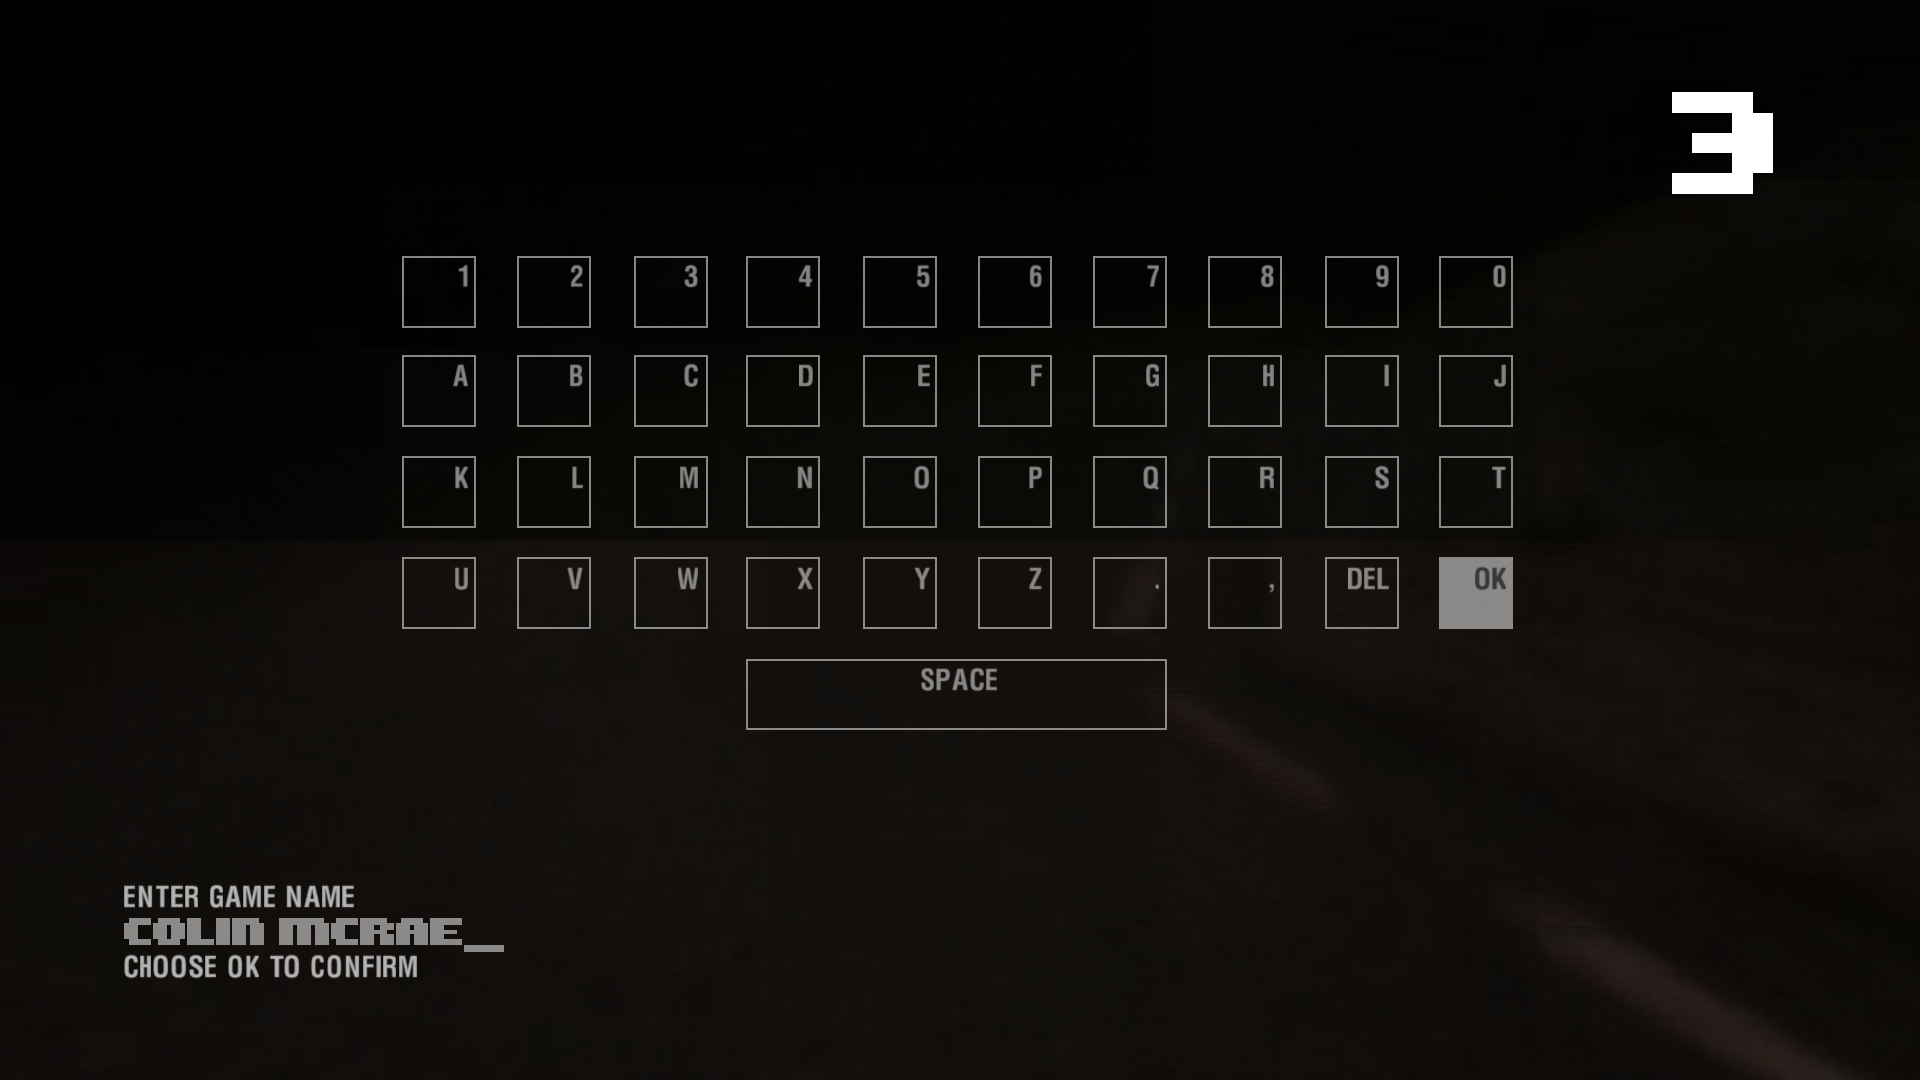 3
1 2 3 4 5 6 7 8 9 0
A B C D E F G H I J
K L M N O P Q R S T
U V W X Y Z . , DEL OK
SPACE
ENTER GAME NAME
COLIN MCRAE_
CHOOSE OK TO CONFIRM